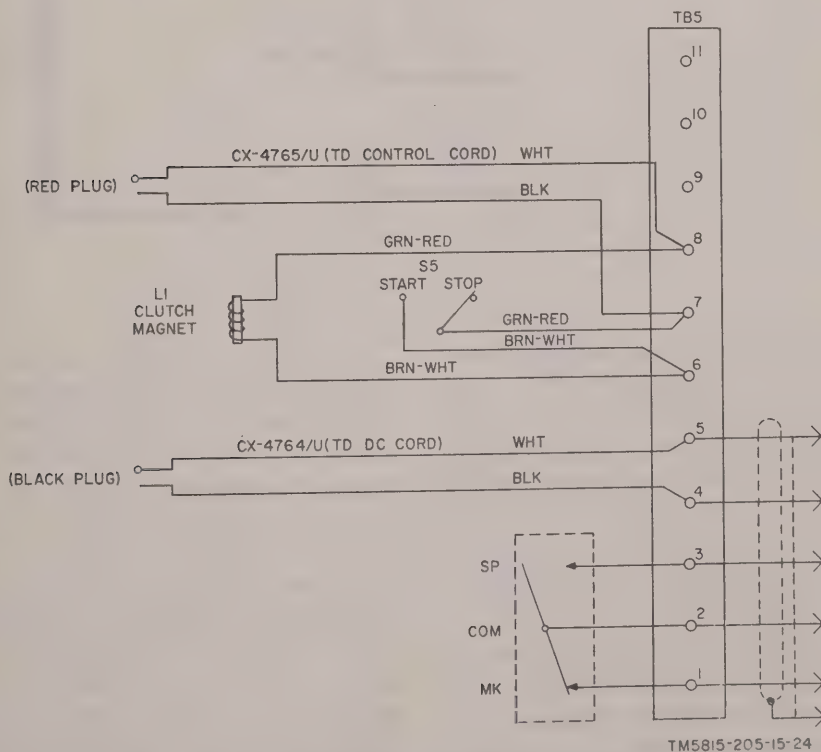 TB5
11
10
CX-4765/U (TD CONTROL CORD) WHT
(RED PLUG)
BLK
9
GRN-RED
8
S5
START STOP
L1
CLUTCH
MAGNET
7
GRN-RED
BRN-WHT
BRN-WHT
6
CX-4764/U(TD DC CORD) WHT
5
(BLACK PLUG)
BLK
4
SP
3
COM
2
MK
1
TM5815-205-15-24